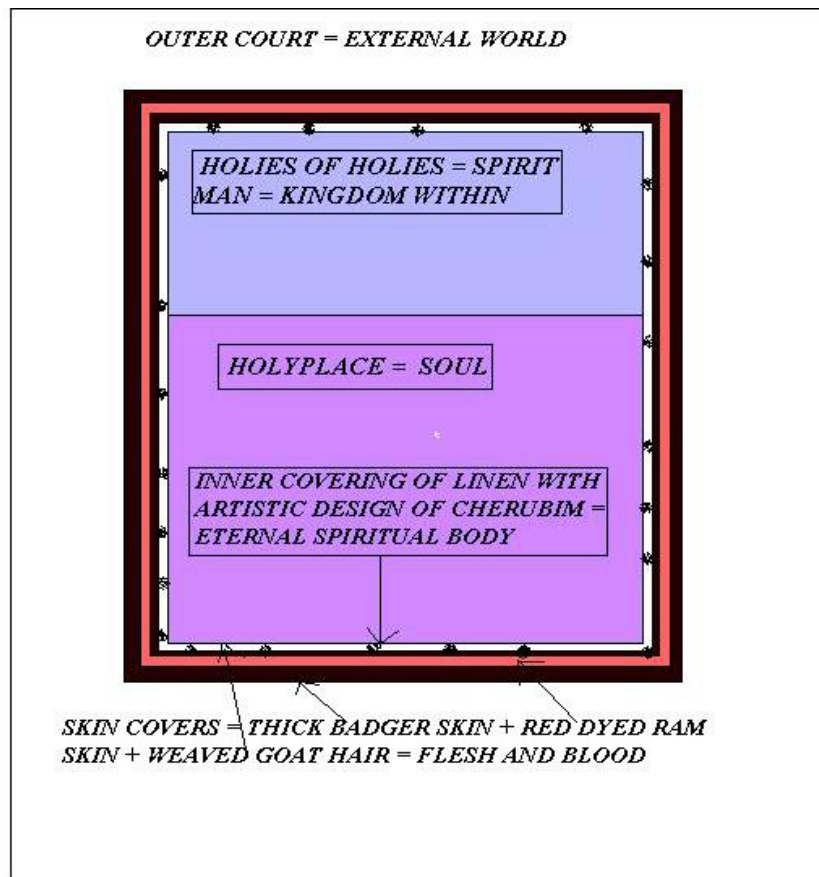 OUTER COURT = EXTERNAL WORLD
HOLIES OF HOLIES = SPIRIT
MAN = KINGDOM WITHIN
HOLYPLACE = SOUL
INNER COVERING OF LINEN WITH
ARTISTIC DESIGN OF CHERUBIM =
ETERNAL SPIRITUAL BODY
SKIN COVERS = THICK BADGER SKIN + RED DYED RAM
SKIN + WEAVED GOAT HAIR = FLESH AND BLOOD